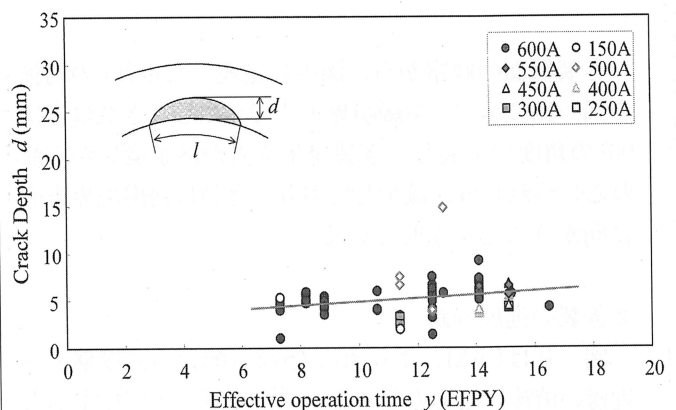 35
30
25
20
15
10
5
0
Crack Depth d (mm)
d
l
600A 150A
550A 500A
450A 400A
300A 250A
0 2 4 6 8 10 12 14 16 18 20
Effective operation time y (EFPY)